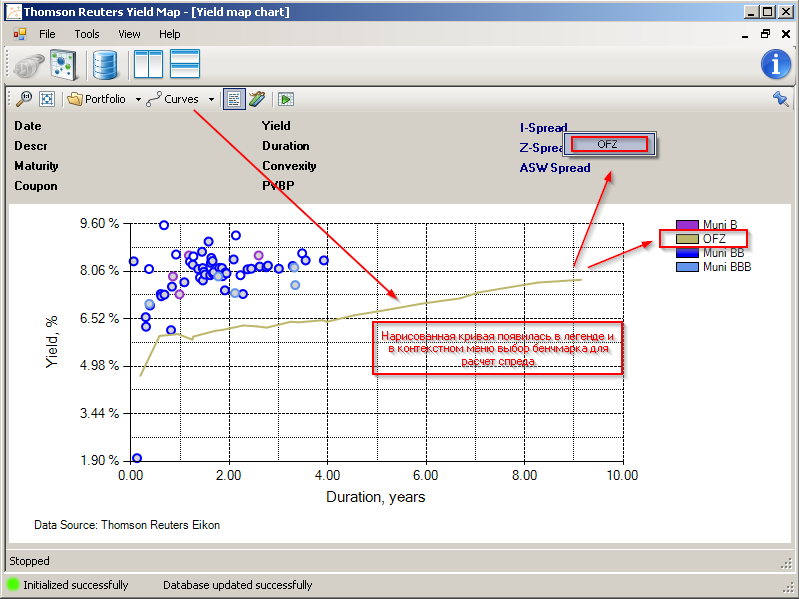 Thomson Reuters Yield Map - [Yield map chart]
File Tools View Help
Portfolio Curves
Date Yield I-Spread
Descr Duration Z-Sprea OFZ
Maturity Convexity ASW Spread
Coupon PVBP
9.60 %
8.06 %
6.52 %
4.98 %
3.44 %
1.90 %
Yield, %
Muni B
OFZ
Muni BB
Muni BBB
Нарисованная кривая появилась в легенде и
в контекстном меню выбор бенчмарка для
расчет спреда
0.00 2.00 4.00 6.00 8.00 10.00
Duration, years
Data Source: Thomson Reuters Eikon
Stopped
Initialized successfully Database updated successfully